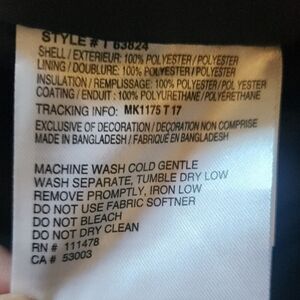 STYLE # T 63824
SHELL / EXTERIEUR: 100% POLYESTER / POLYESTER
LINING / DOUBLURE: 100% POLYESTER / POLYESTER
INSULATION / REMPLISSAGE: 100% POLYESTER / POLYESTER
COATING / ENDUIT : 100% POLYURETHANE / POLYÉRETHANE
TRACKING INFO: MK1175 T 17
EXCLUSIVE OF DECORATION / DECORATION NON COMPRISE
MADE IN BANGLADESH / FABRIQUÉ EN BANGLADESH
MACHINE WASH COLD GENTLE
WASH SEPARATE, TUMBLE DRY LOW
REMOVE PROMPTLY, IRON LOW
DO NOT USE FABRIC SOFTNER
DO NOT BLEACH
DO NOT DRY CLEAN
RN # 111478
CA # 53003